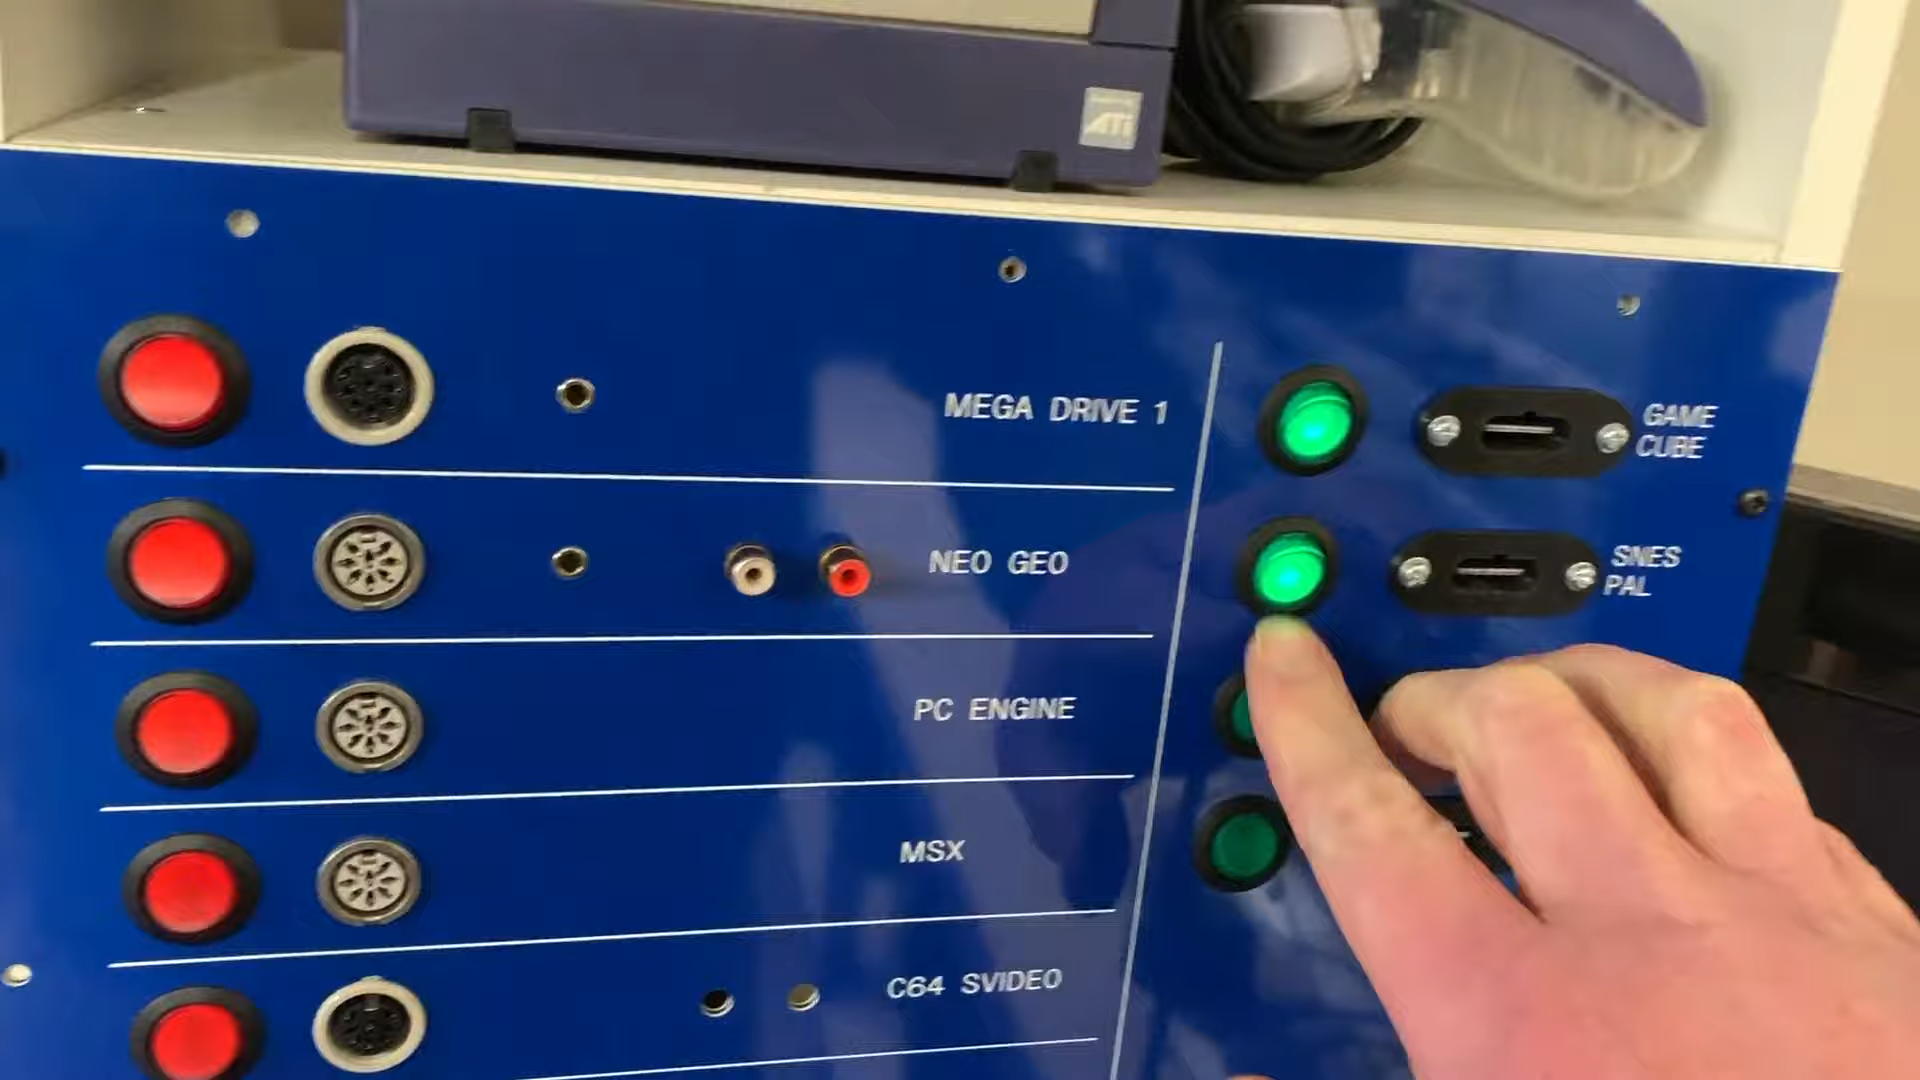 ATi
MEGA DRIVE 1
GAME
CUBE
NEO GEO
SNES
PAL
PC ENGINE
MSX
C64 SVIDEO